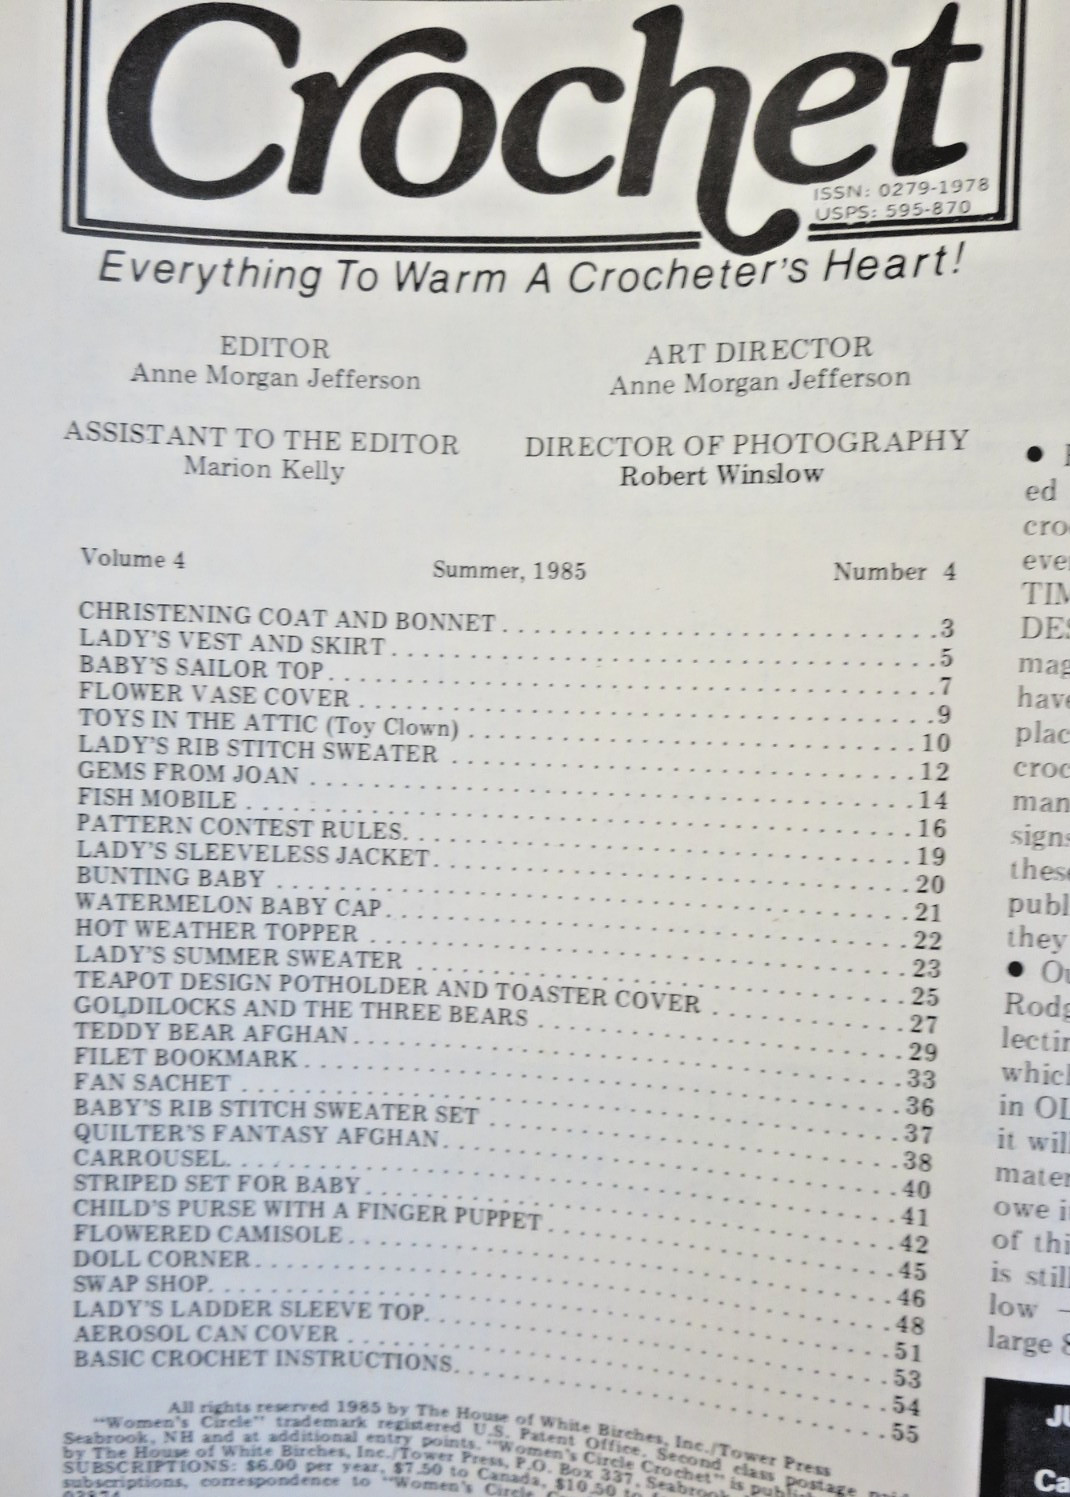 Crochet
ISSN: 0279-1978
USPS: 595-870
Everything To Warm A Crocheter's Heart!
EDITOR
Anne Morgan Jefferson
ART DIRECTOR
Anne Morgan Jefferson
ASSISTANT TO THE EDITOR
Marion Kelly
DIRECTOR OF PHOTOGRAPHY
Robert Winslow
Volume 4 Summer, 1985 Number 4
CHRISTENING COAT AND BONNET . . . . . 3
LADY'S VEST AND SKIRT . . . . . 5
BABY'S SAILOR TOP . . . . . 7
FLOWER VASE COVER . . . . . 9
TOYS IN THE ATTIC (Toy Clown) . . . . . 10
LADY'S RIB STITCH SWEATER . . . . . 12
GEMS FROM JOAN . . . . . 14
FISH MOBILE . . . . . 16
PATTERN CONTEST RULES . . . . . 19
LADY'S SLEEVELESS JACKET . . . . . 20
BUNTING BABY . . . . . 21
WATERMELON BABY CAP . . . . . 22
HOT WEATHER TOPPER . . . . . 23
LADY'S SUMMER SWEATER . . . . . 25
TEAPOT DESIGN POTHOLDER AND TOASTER COVER . . . . . 27
GOLDILOCKS AND THE THREE BEARS . . . . . 29
TEDDY BEAR AFGHAN . . . . . 33
FILET BOOKMARK . . . . . 36
FAN SACHET . . . . . 37
BABY'S RIB STITCH SWEATER SET . . . . . 38
QUILTER'S FANTASY AFGHAN . . . . . 40
CARROUSEL . . . . . 41
STRIPED SET FOR BABY . . . . . 42
CHILD'S PURSE WITH A FINGER PUPPET . . . . . 45
FLOWERED CAMISOLE . . . . . 46
DOLL CORNER . . . . . 48
SWAP SHOP . . . . . 51
LADY'S LADDER SLEEVE TOP . . . . . 53
AEROSOL CAN COVER . . . . . 54
BASIC CROCHET INSTRUCTIONS . . . . . 55
All rights reserved 1985 by The House of White Birches, Inc./Tower Press
"Women's Circle" trademark registered U.S. Patent Office. Second class postage
Seabrook, NH and at additional entry points. "Women's Circle Crochet" is
by The House of White Birches, Inc./Tower Press, P.O. Box 337, Seabrook
SUBSCRIPTIONS: $6.00 per year, $7.50 to Canada, $10.50 to
subscriptions, correspondence to "Women's Circle
ed
cro
eve
TIM
DES
mag
have
plac
croc
man
signs
these
publ
they
● Ou
Rodg
lectin
which
in OL
it will
mater
owe i
of thi
is still
low —
large 8
JU
Ca